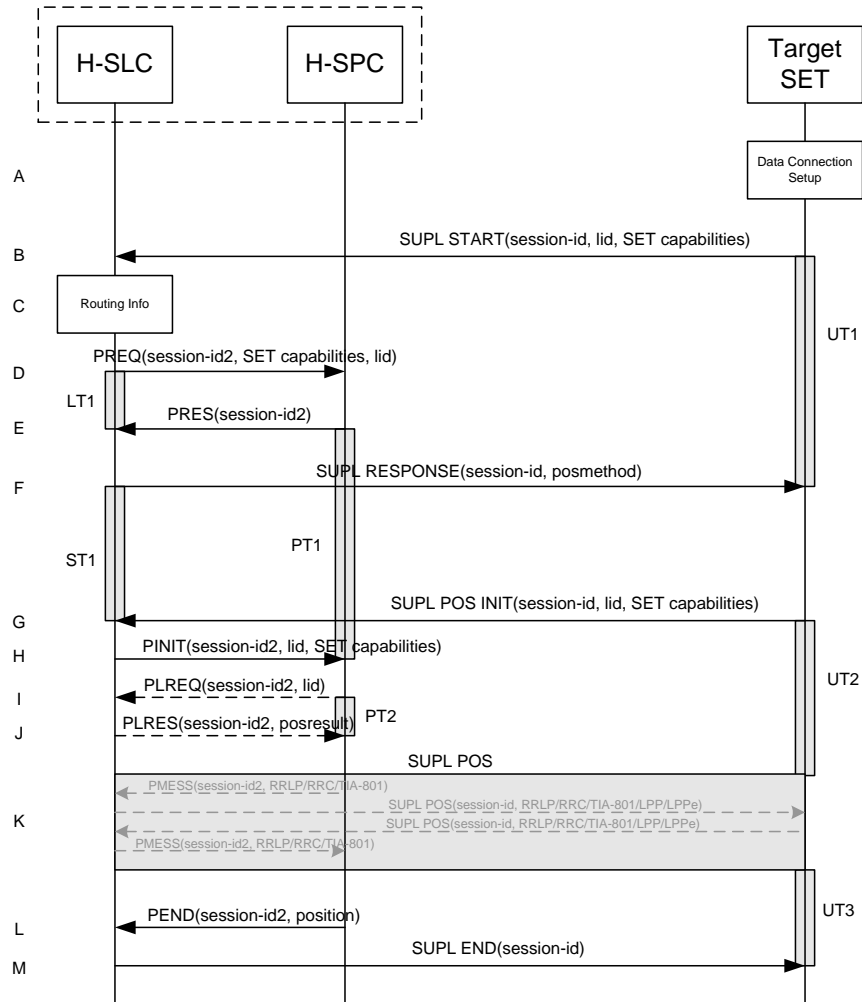 H-SLC
H-SPC
Target
SET
Data Connection
Setup
A
SUPL START(session-id, lid, SET capabilities)
B
C
Routing Info
UT1
PREQ(session-id2, SET capabilities, lid)
D
LT1
PRES(session-id2)
E
SUPL RESPONSE(session-id, posmethod)
F
PT1
ST1
SUPL POS INIT(session-id, lid, SET capabilities)
G
PINIT(session-id2, lid, SET capabilities)
H
PLREQ(session-id2, lid)
I
UT2
PT2
PLRES(session-id2, posresult)
J
SUPL POS
PMESS(session-id2, RRLP/RRC/TIA-801)
SUPL POS(session-id, RRLP/RRC/TIA-801/LPP/LPPe)
K
SUPL POS(session-id, RRLP/RRC/TIA-801/LPP/LPPe)
PMESS(session-id2, RRLP/RRC/TIA-801)
UT3
PEND(session-id2, position)
L
SUPL END(session-id)
M